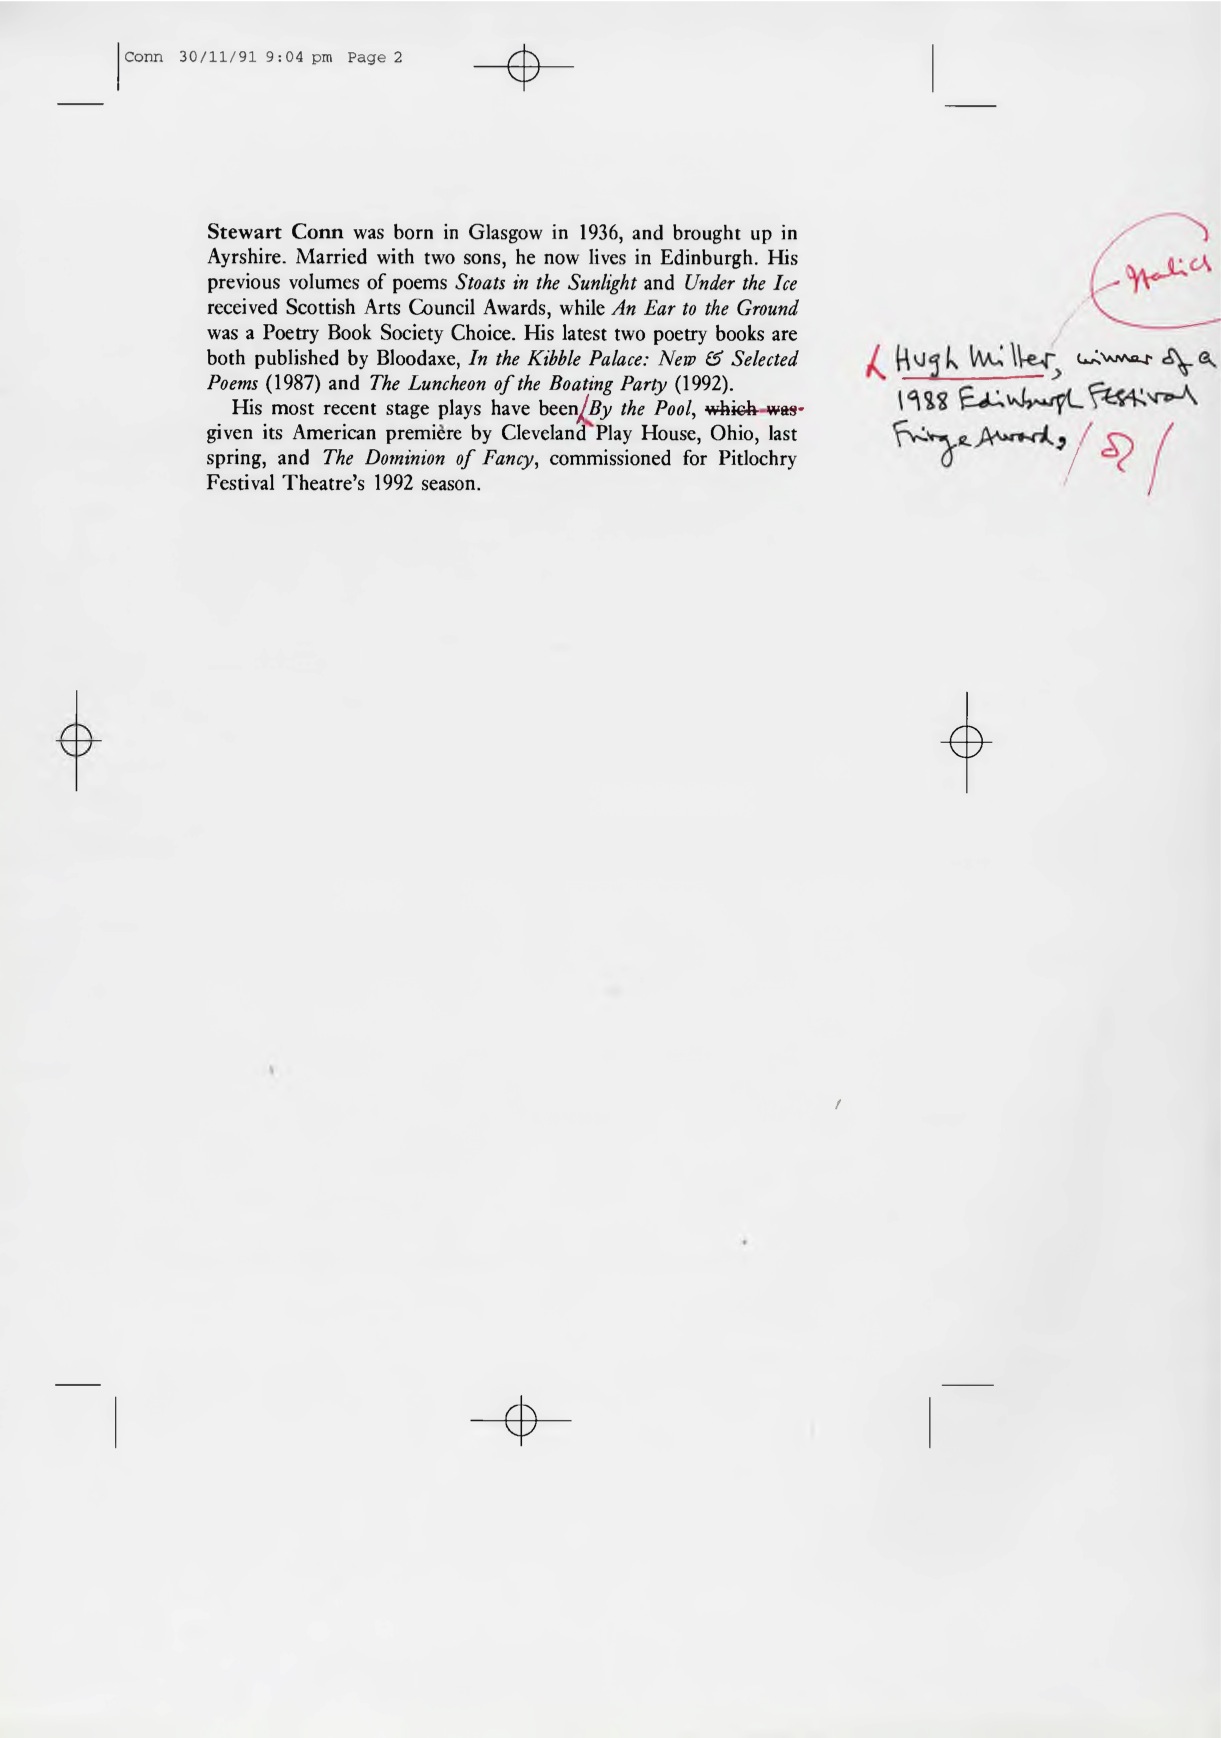 Conn 30/11/91 9:04 pm Page 2
Stewart Conn was born in Glasgow in 1936, and brought up in
Ayrshire. Married with two sons, he now lives in Edinburgh. His
previous volumes of poems Stoats in the Sunlight and Under the Ice
received Scottish Arts Council Awards, while An Ear to the Ground
was a Poetry Book Society Choice. His latest two poetry books are
both published by Bloodaxe, In the Kibble Palace: New & Selected
Poems (1987) and The Luncheon of the Boating Party (1992).
His most recent stage plays have been By the Pool, which was
given its American première by Cleveland Play House, Ohio, last
spring, and The Dominion of Fancy, commissioned for Pitlochry
Festival Theatre's 1992 season.
Italics
Hugh Miller, winner of a
1988 Edinburgh Festival
Fringe Award,